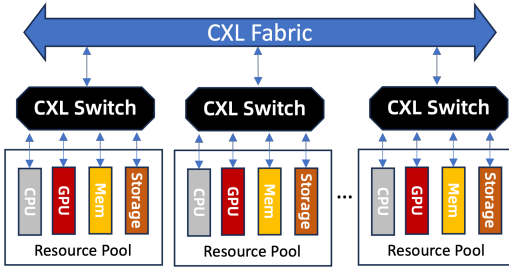 CXL Fabric
CXL Switch
CXL Switch
CXL Switch
CPU
GPU
Mem
Storage
CPU
GPU
Mem
Storage
...
CPU
GPU
Mem
Storage
Resource Pool
Resource Pool
Resource Pool